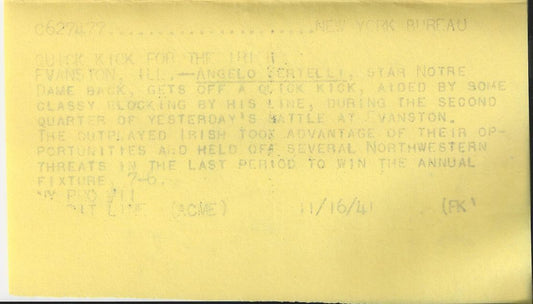 C627477......................NEW YORK BUREAU
QUICK KICK FOR THE IRISH
EVANSTON, ILL.--ANGELO BERTELLI, STAR NOTRE
DAME BACK, GETS OFF A QUICK KICK, AIDED BY SOME
CLASSY BLOCKING BY HIS LINE, DURING THE SECOND
QUARTER OF YESTERDAY'S BATTLE AT EVANSTON.
THE OUTPLAYED IRISH TOOK ADVANTAGE OF THEIR OP-
PORTUNITIES AND HELD OFF SEVERAL NORTHWESTERN
THREATS IN THE LAST PERIOD TO WIN THE ANNUAL
FIXTURE, 7-6.
LINE (ACME) 11/16/41 (FK)